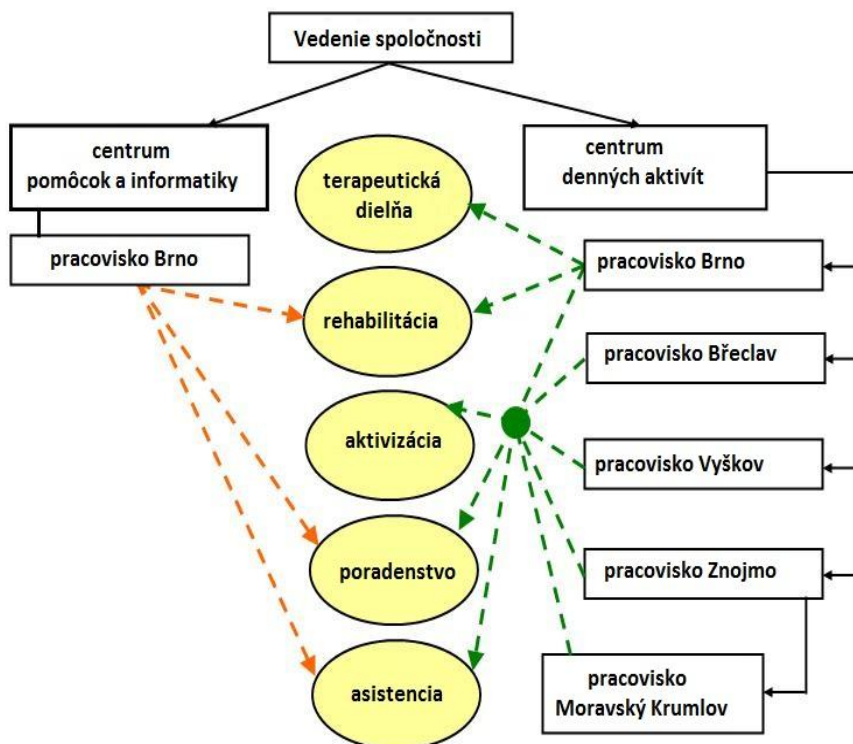 Vedenie spoločnosti
centrum
pomôcok a informatiky
centrum
denných aktivít
terapeutická
dielňa
pracovisko Brno
pracovisko Brno
rehabilitácia
pracovisko Břeclav
aktivizácia
pracovisko Vyškov
poradenstvo
pracovisko Znojmo
asistencia
pracovisko
Moravský Krumlov